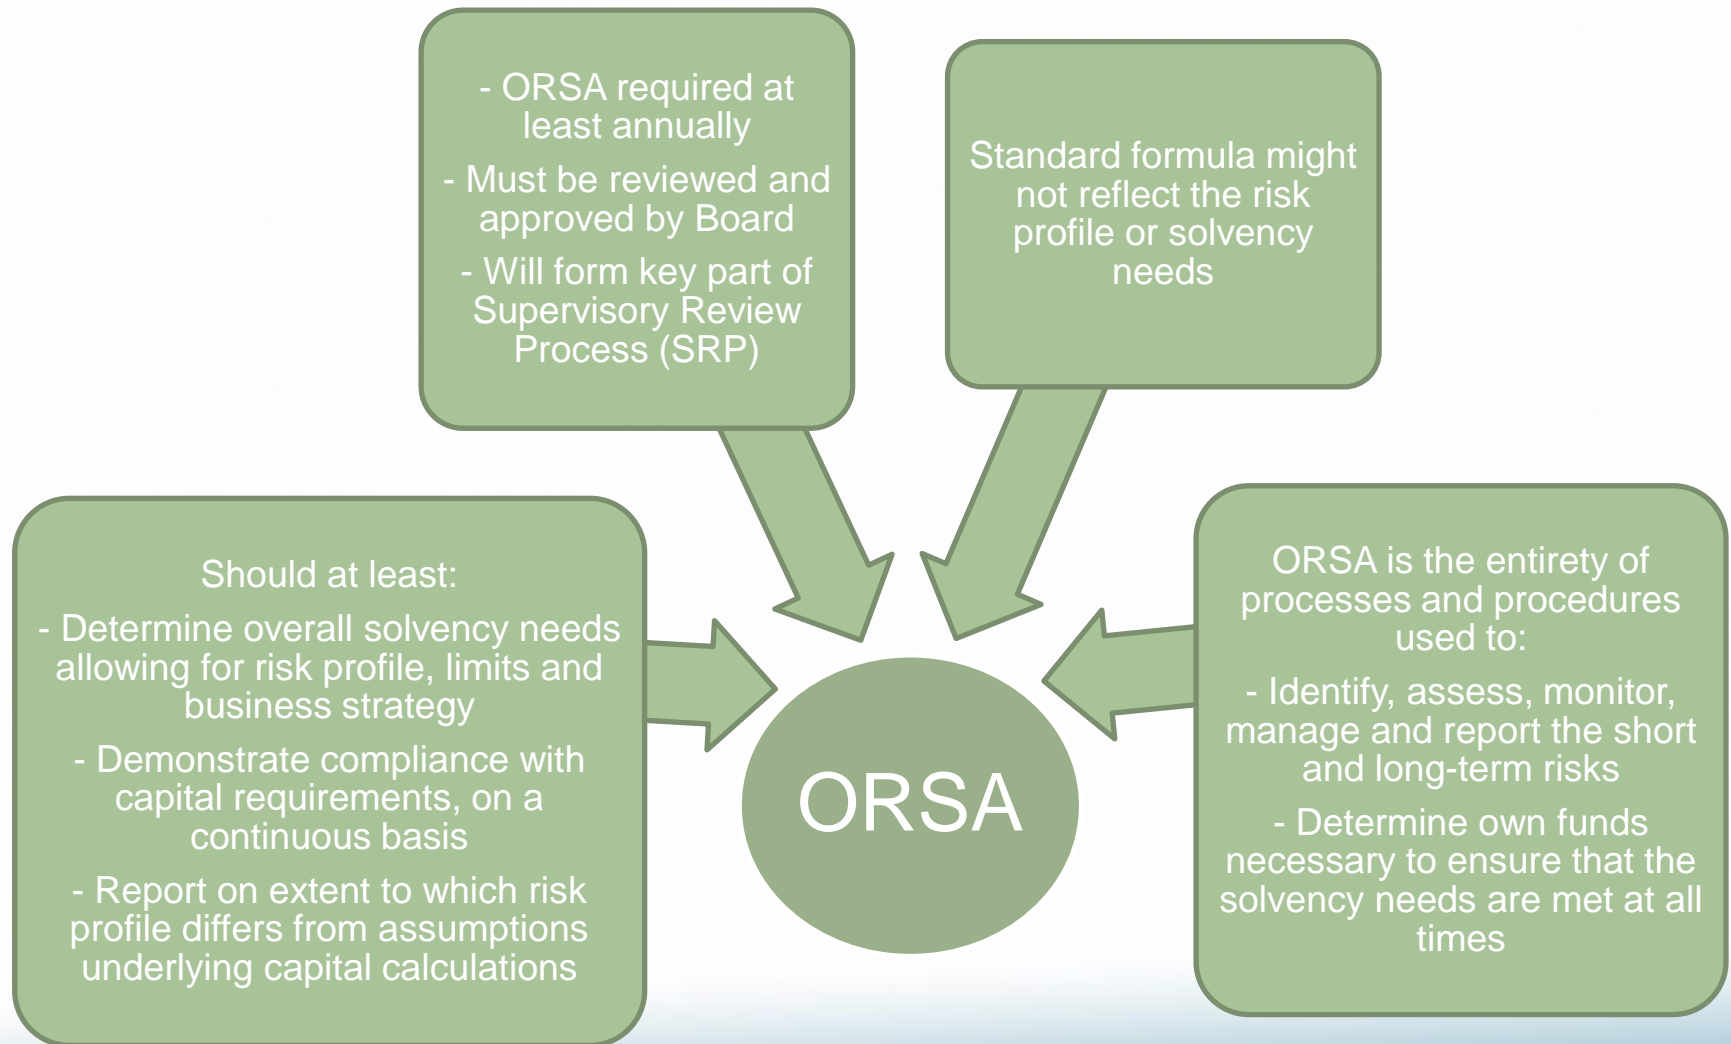 - ORSA required at
least annually
- Must be reviewed and
approved by Board
- Will form key part of
Supervisory Review
Process (SRP)
Standard formula might
not reflect the risk
profile or solvency
needs
Should at least:
- Determine overall solvency needs
allowing for risk profile, limits and
business strategy
- Demonstrate compliance with
capital requirements, on a
continuous basis
- Report on extent to which risk
profile differs from assumptions
underlying capital calculations
ORSA is the entirety of
processes and procedures
used to:
- Identify, assess, monitor,
manage and report the short
and long-term risks
- Determine own funds
necessary to ensure that the
solvency needs are met at all
times
ORSA